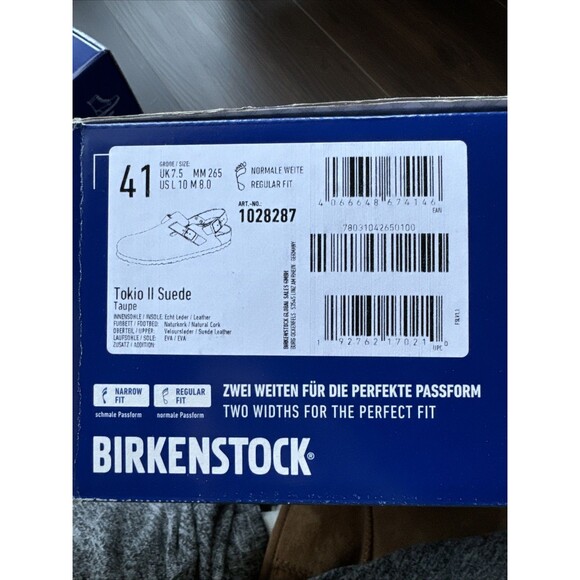 41
GRÖßE / SIZE:
UK 7.5 MM 265
US L 10 M 8.0
NORMALE WEITE
REGULAR FIT
ART.-NO.:
1028287
4 066648 674146
EAN
78031042650100
1 92762 17021 0
UPC
Tokio II Suede
Taupe
INNENSOHLE / INSOLE: Echt Leder / Leather
FUßBETT / FOOTBED: Naturkork / Natural Cork
OBERTEIL / UPPER: Veloursleder / Suede Leather
LAUFSOHLE / SOLE: EVA / EVA
ZUSATZ / ADDITION:
BIRKENSTOCK GLOBAL SALES GMBH
GERMANY
NARROW FIT
schmale Passform
REGULAR FIT
normale Passform
ZWEI WEITEN FÜR DIE PERFEKTE PASSFORM
TWO WIDTHS FOR THE PERFECT FIT
BIRKENSTOCK®